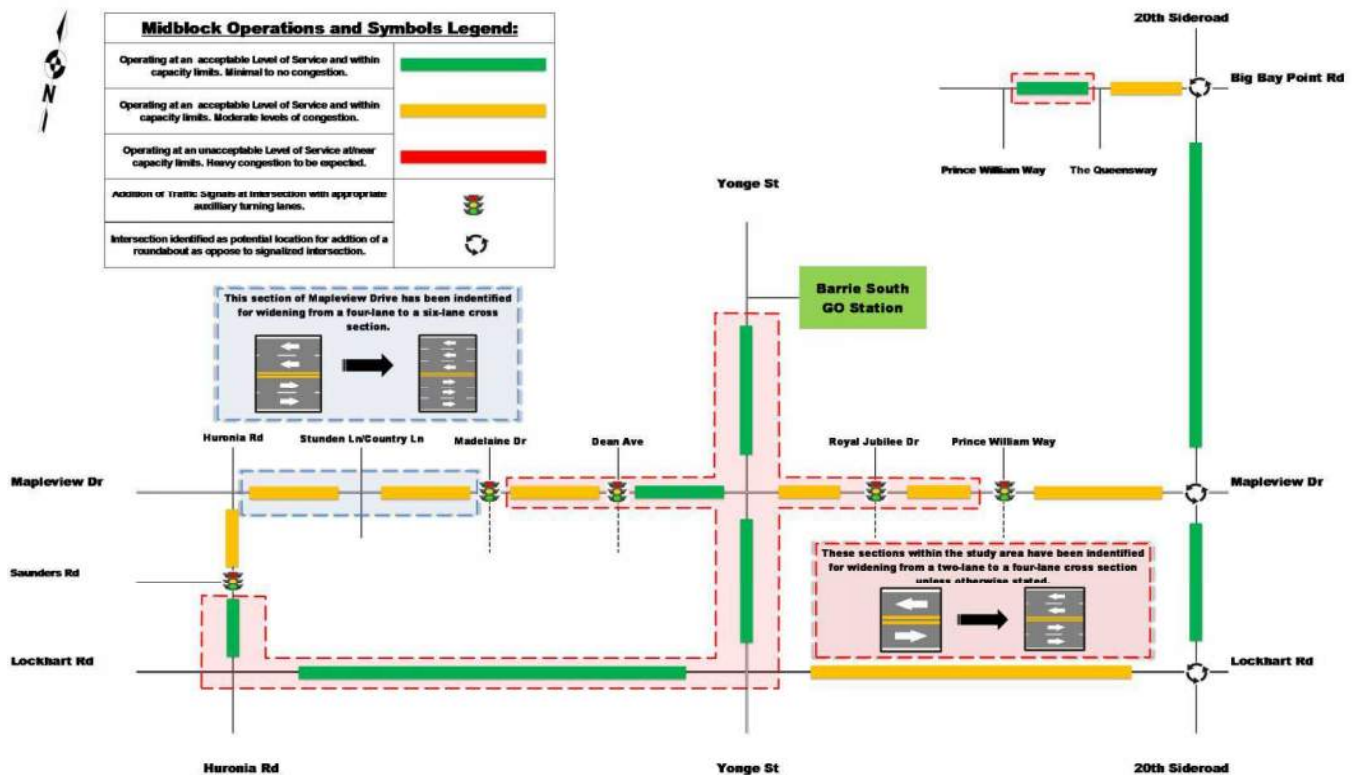 N
Midblock Operations and Symbols Legend:
Operating at an acceptable Level of Service and within
capacity limits. Minimal to no congestion.
Operating at an acceptable Level of Service and within
capacity limits. Moderate levels of congestion.
Operating at an unacceptable Level of Service at/near
capacity limits. Heavy congestion to be expected.
Addition of Traffic Signals at Intersection with appropriate
auxilliary turning lanes.
Intersection identified as potential location for addtion of a
roundabout as oppose to signalized intersection.
20th Sideroad
Big Bay Point Rd
Prince William Way
The Queensway
Yonge St
Barrie South
GO Station
This section of Mapleview Drive has been indentified
for widening from a four-lane to a six-lane cross
section.
Huronia Rd
Stunden Ln/Country Ln
Madelaine Dr
Dean Ave
Royal Jubilee Dr
Prince William Way
Mapleview Dr
Mapleview Dr
These sections within the study area have been indentified
for widening from a two-lane to a four-lane cross section
unless otherwise stated.
Saunders Rd
Lockhart Rd
Lockhart Rd
Huronia Rd
Yonge St
20th Sideroad